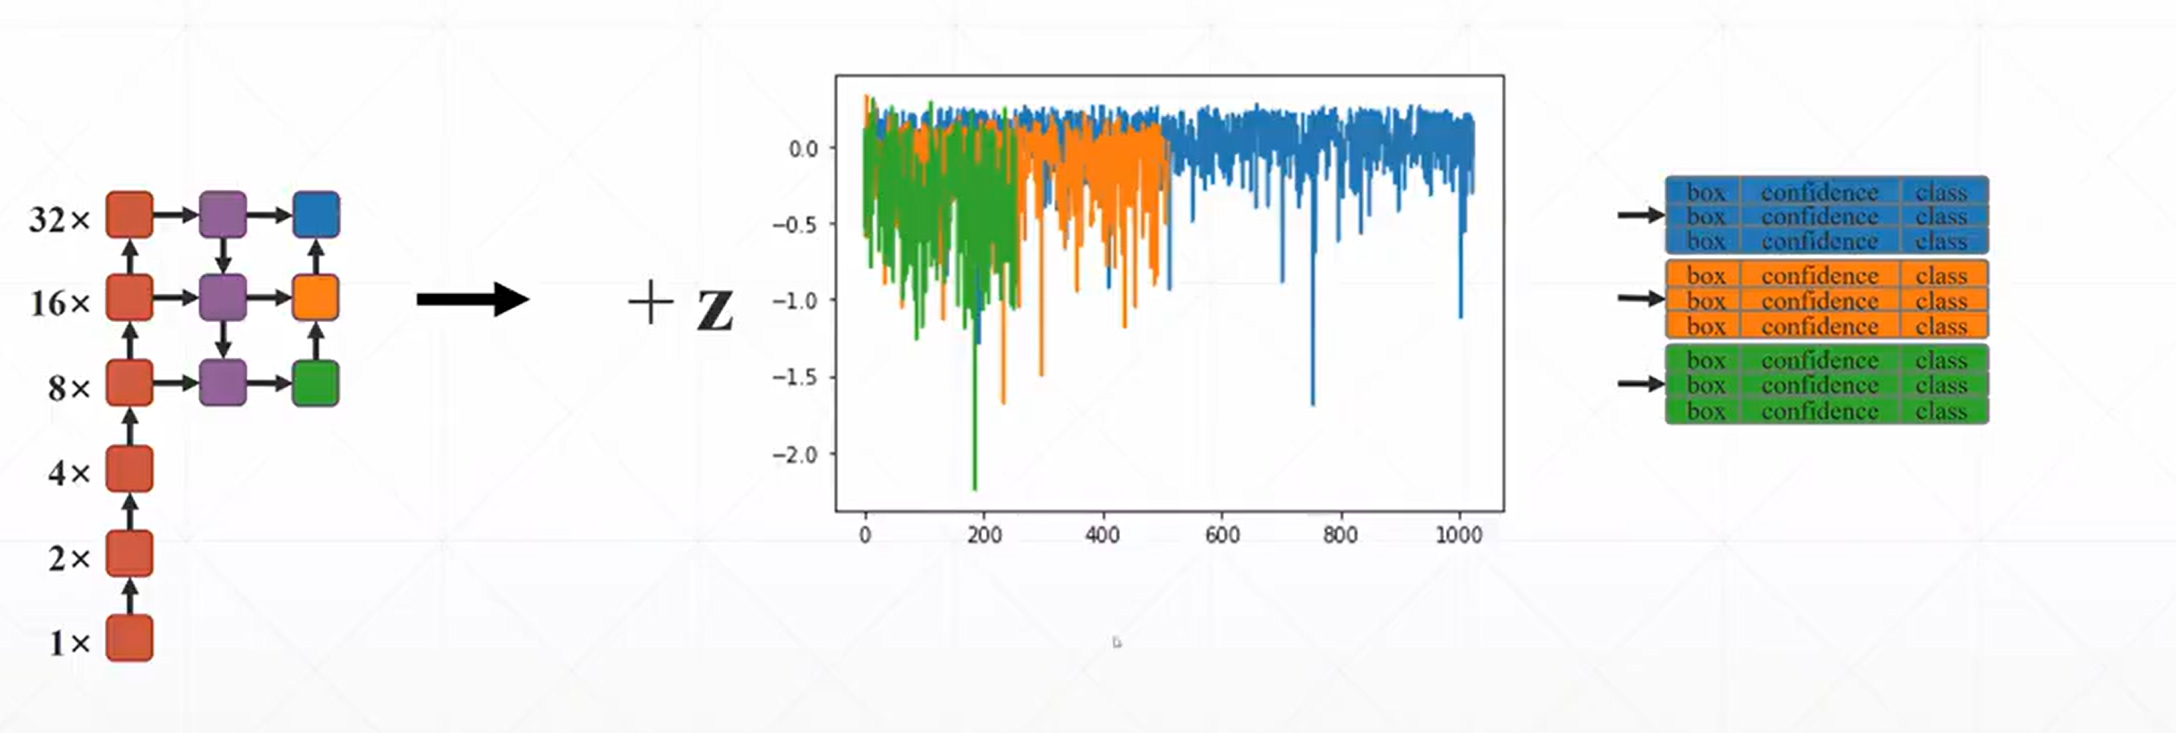 32×
16×
8×
4×
2×
1×
+ z
0.0
−0.5
−1.0
−1.5
−2.0
0 200 400 600 800 1000
box confidence class
box confidence class
box confidence class
box confidence class
box confidence class
box confidence class
box confidence class
box confidence class
box confidence class